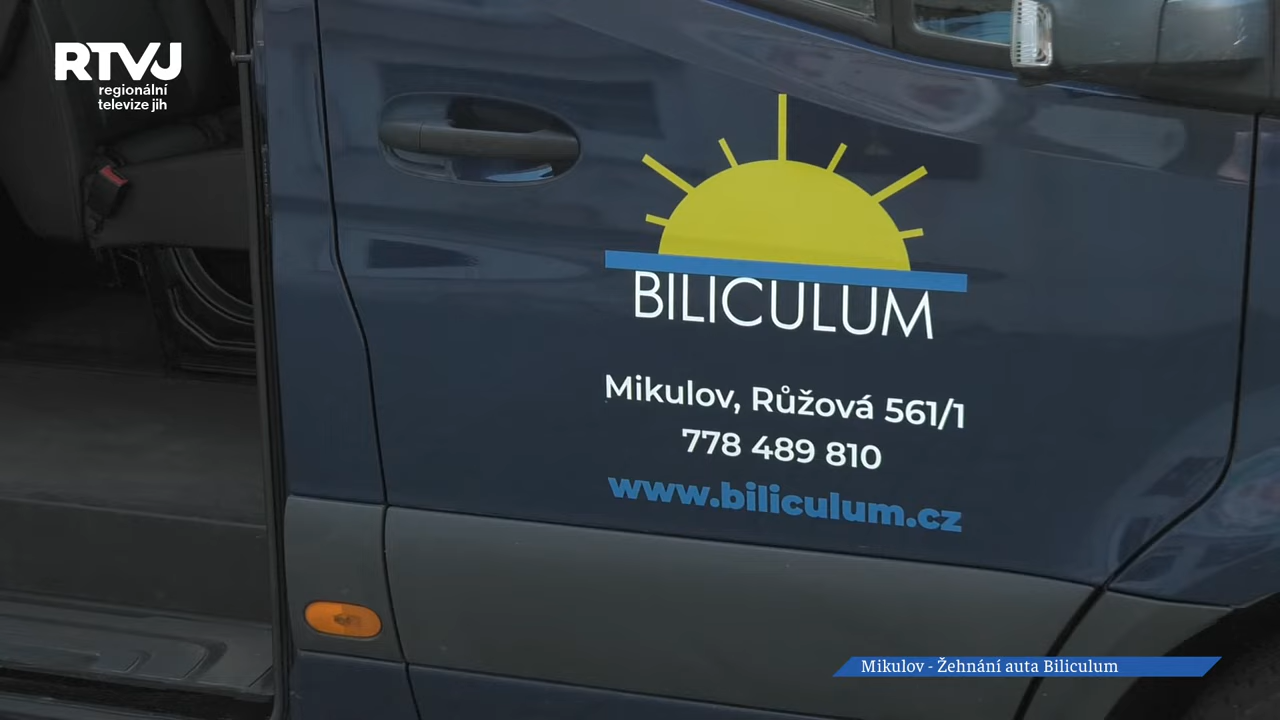 RTVJ
regionální
televize jih
BILICULUM
Mikulov, Růžová 561/1
778 489 810
www.biliculum.cz
Mikulov - Žehnání auta Biliculum